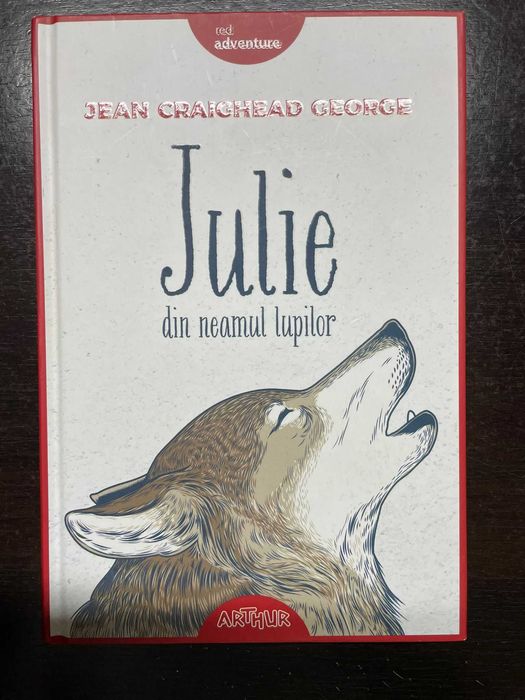 red
adventure
JEAN CRAIGHEAD GEORGE
Julie
din neamul lupilor
ARTHUR